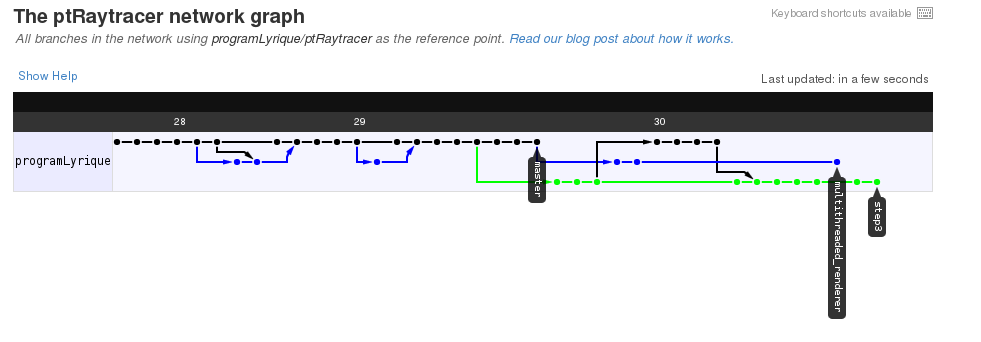 The ptRaytracer network graph
Keyboard shortcuts available
All branches in the network using programLyrique/ptRaytracer as the reference point. Read our blog post about how it works.
Show Help
Last updated: in a few seconds
28 29 30
programLyrique
master
multithreaded_renderer
step3